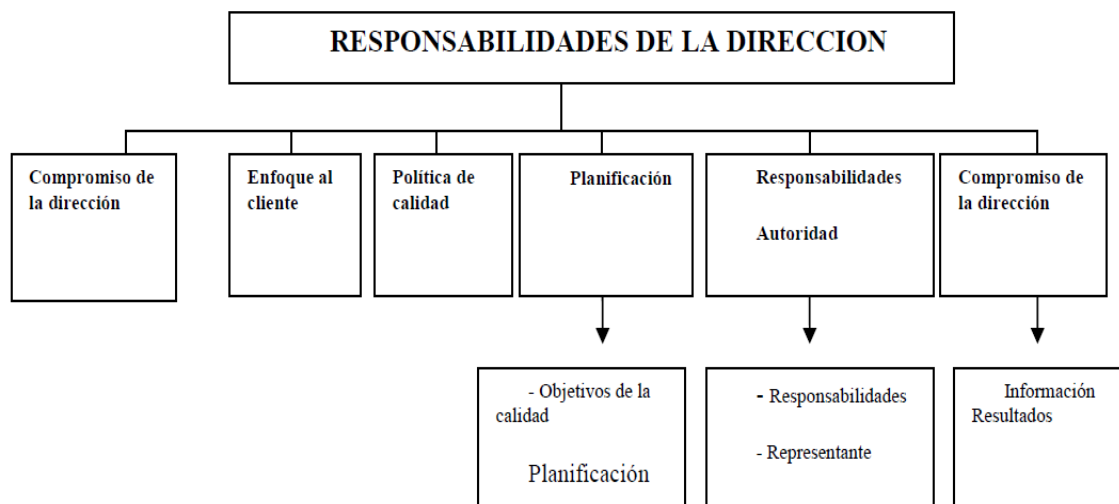 RESPONSABILIDADES DE LA DIRECCION
Compromiso de
la dirección
Enfoque al
cliente
Política de
calidad
Planificación
Responsabilidades
Autoridad
Compromiso de
la dirección
- Objetivos de la
calidad
Planificación
- Responsabilidades
- Representante
Información
Resultados